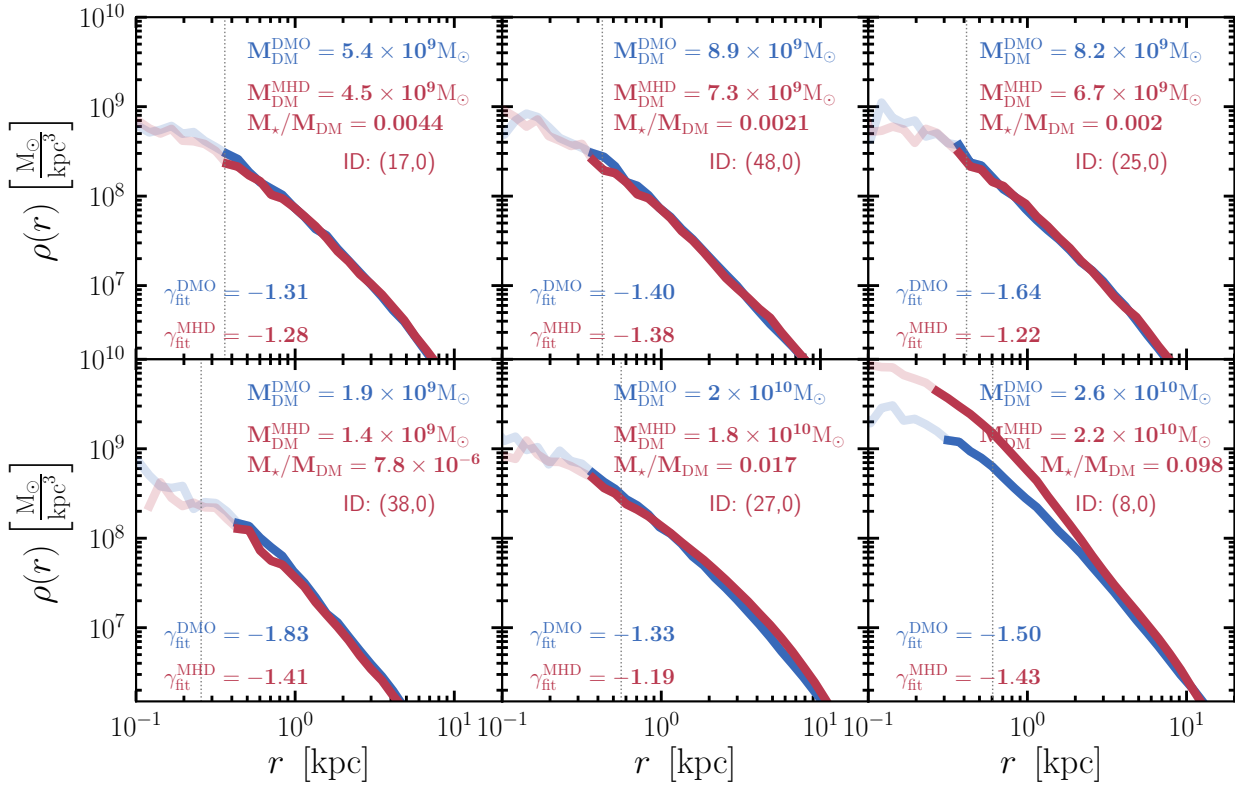 10^10
10^9
10^8
10^7
ρ(r) [M_⊙/kpc^3]
M_DM^DMO = 5.4 × 10^9 M_⊙
M_DM^MHD = 4.5 × 10^9 M_⊙
M_⋆/M_DM = 0.0044
ID: (17,0)
γ_fit^DMO = −1.31
γ_fit^MHD = −1.28
M_DM^DMO = 8.9 × 10^9 M_⊙
M_DM^MHD = 7.3 × 10^9 M_⊙
M_⋆/M_DM = 0.0021
ID: (48,0)
γ_fit^DMO = −1.40
γ_fit^MHD = −1.38
M_DM^DMO = 8.2 × 10^9 M_⊙
M_DM^MHD = 6.7 × 10^9 M_⊙
M_⋆/M_DM = 0.002
ID: (25,0)
γ_fit^DMO = −1.64
γ_fit^MHD = −1.22
10^10
10^9
10^8
10^7
ρ(r) [M_⊙/kpc^3]
M_DM^DMO = 1.9 × 10^9 M_⊙
M_DM^MHD = 1.4 × 10^9 M_⊙
M_⋆/M_DM = 7.8 × 10^−6
ID: (38,0)
γ_fit^DMO = −1.83
γ_fit^MHD = −1.41
M_DM^DMO = 2 × 10^10 M_⊙
M_DM^MHD = 1.8 × 10^10 M_⊙
M_⋆/M_DM = 0.017
ID: (27,0)
γ_fit^DMO = −1.33
γ_fit^MHD = −1.19
M_DM^DMO = 2.6 × 10^10 M_⊙
M_DM^MHD = 2.2 × 10^10 M_⊙
M_⋆/M_DM = 0.098
ID: (8,0)
γ_fit^DMO = −1.50
γ_fit^MHD = −1.43
10^−1 10^0 10^1 10^−1 10^0 10^1 10^−1 10^0 10^1
r [kpc] r [kpc] r [kpc]